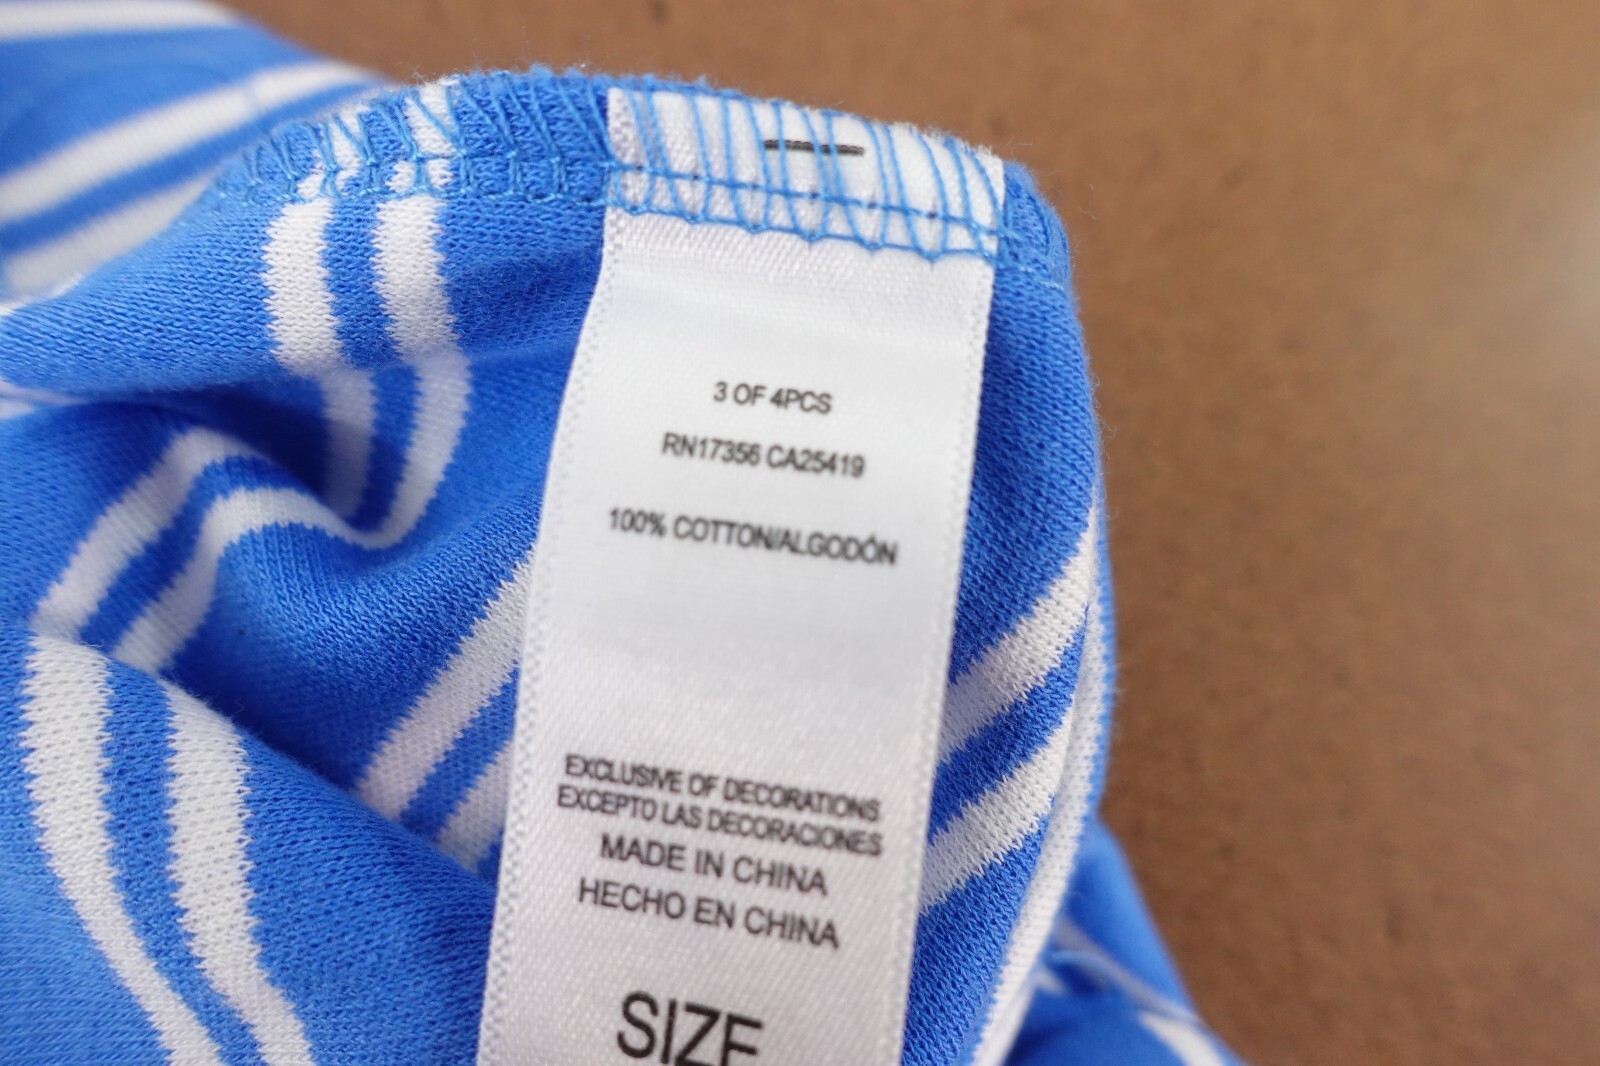 3 OF 4PCS
RN17356 CA25419
100% COTTON/ALGODÓN
EXCLUSIVE OF DECORATIONS
EXCEPTO LAS DECORACIONES
MADE IN CHINA
HECHO EN CHINA
SIZE